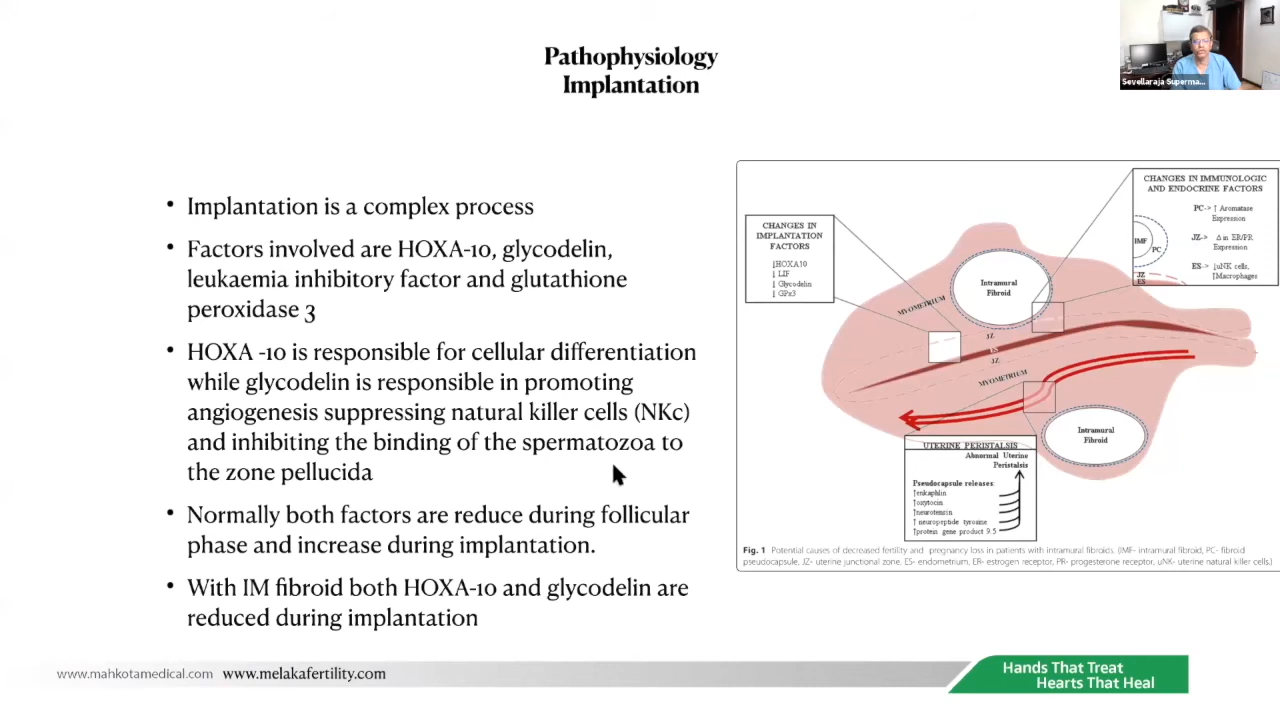 Pathophysiology
Implantation
Sevellaraja Superma...
• Implantation is a complex process
• Factors involved are HOXA-10, glycodelin,
leukaemia inhibitory factor and glutathione
peroxidase 3
• HOXA -10 is responsible for cellular differentiation
while glycodelin is responsible in promoting
angiogenesis suppressing natural killer cells (NKc)
and inhibiting the binding of the spermatozoa to
the zone pellucida
• Normally both factors are reduce during follicular
phase and increase during implantation.
• With IM fibroid both HOXA-10 and glycodelin are
reduced during implantation
CHANGES IN
IMPLANTATION
FACTORS
↓HOXA10
↓ LIF
↓ Glycodelin
↓ GPx3
CHANGES IN IMMUNOLOGIC
AND ENDOCRINE FACTORS
PC-> ↑ Aromatase
Expression
JZ-> Δ in ER/PR
Expression
ES-> ↓uNK cells,
↑Macrophages
IMF
PC
JZ
ES
Intramural
Fibroid
MYOMETRIUM
JZ
ES
JZ
MYOMETRIUM
Intramural
Fibroid
UTERINE PERISTALSIS
Abnormal Uterine
Peristalsis
Pseudocapsule releases:
↑enkaphlin
↑oxytocin
↑neurotensin
↑ neuropeptide tyrosine
↑protein gene product 9.5
Fig. 1 Potential causes of decreased fertility and pregnancy loss in patients with intramural fibroids. (IMF- intramural fibroid, PC- fibroid
pseudocapsule, JZ- uterine junctional zone, ES- endometrium, ER- estrogen receptor, PR- progesterone receptor, uNK- uterine natural killer cells.)
www.mahkotamedical.com www.melakafertility.com
Hands That Treat
Hearts That Heal